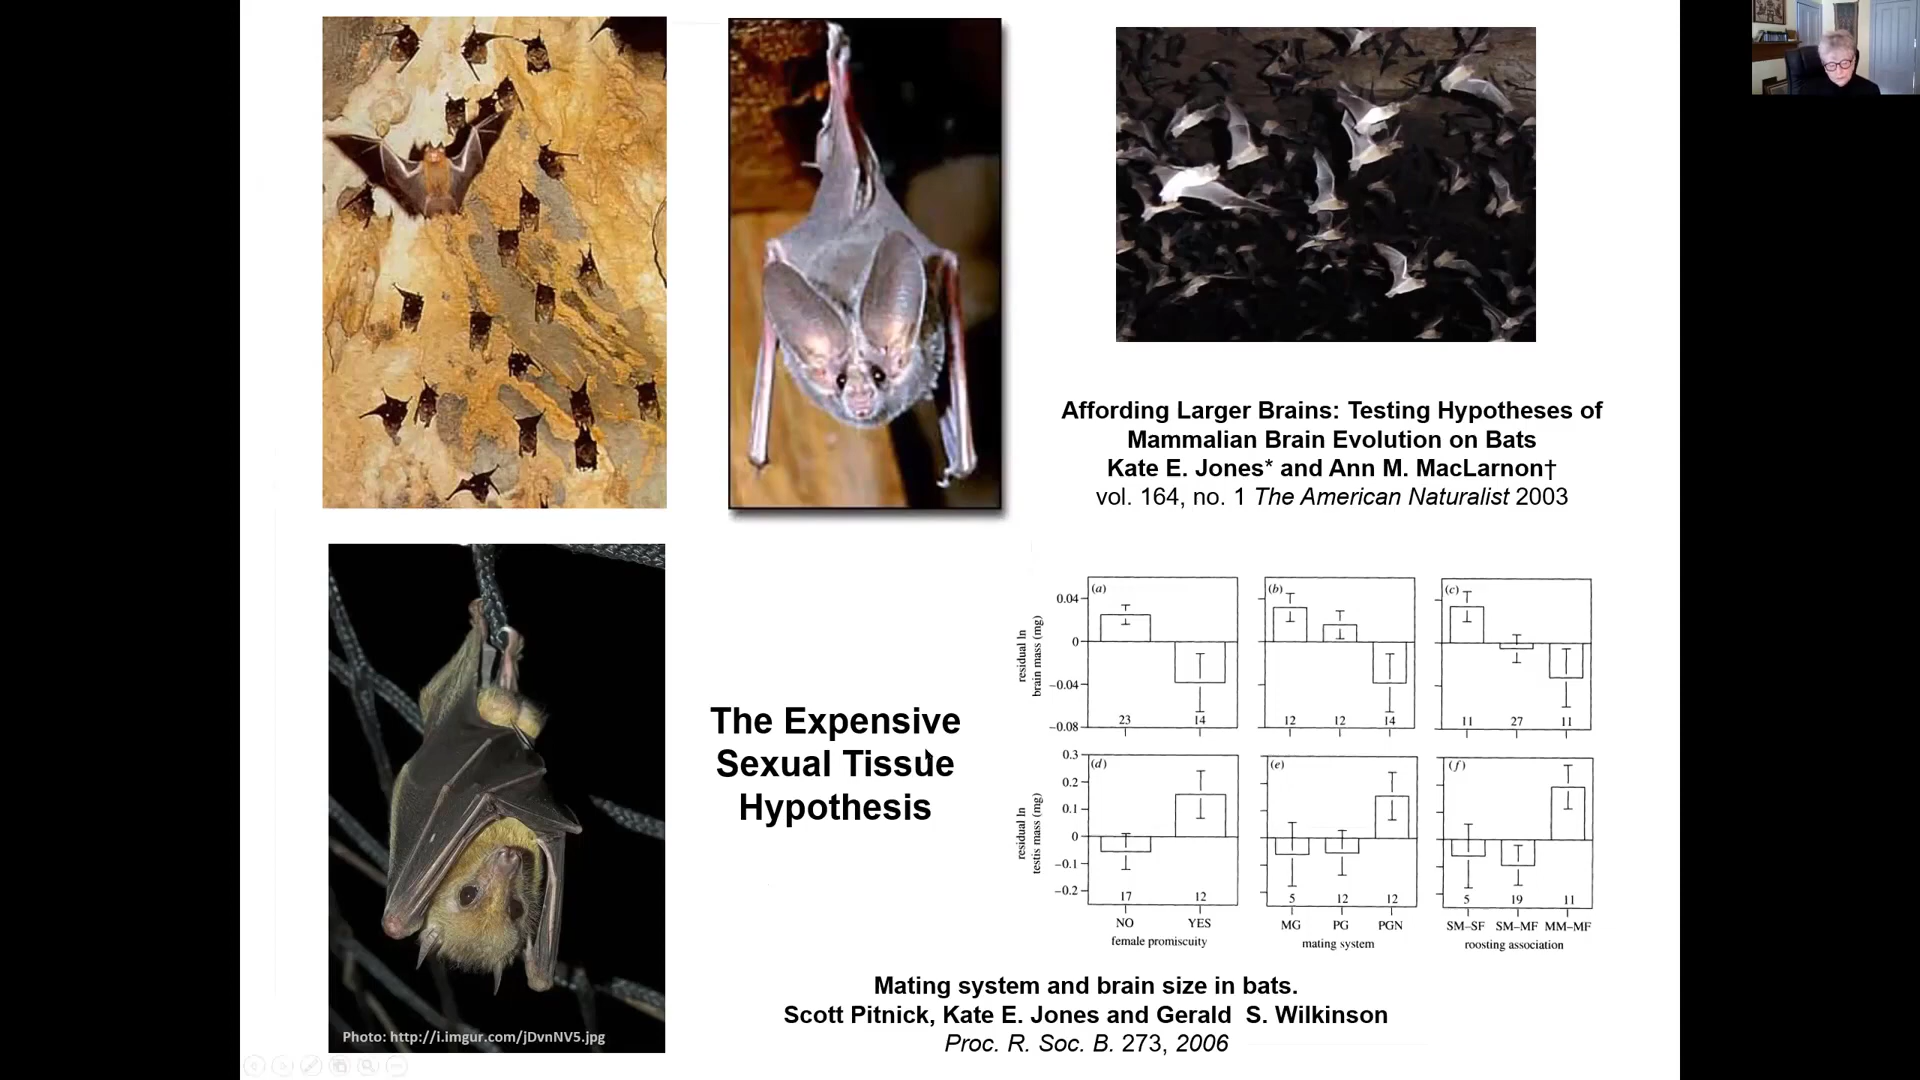 Affording Larger Brains: Testing Hypotheses of
Mammalian Brain Evolution on Bats
Kate E. Jones* and Ann M. MacLarnon†
vol. 164, no. 1 The American Naturalist 2003
The Expensive
Sexual Tissue
Hypothesis
residual ln
brain mass (mg)
0.04
0
−0.04
−0.08
(a)
23 14
(b)
12 12 14
(c)
11 27 11
residual ln
testis mass (mg)
0.3
0.2
0.1
0
−0.1
−0.2
(d)
17 12
NO YES
female promiscuity
(e)
5 12 12
MG PG PGN
mating system
(f)
5 19 11
SM–SF SM–MF MM–MF
roosting association
Mating system and brain size in bats.
Scott Pitnick, Kate E. Jones and Gerald S. Wilkinson
Proc. R. Soc. B. 273, 2006
Photo: http://i.imgur.com/jDvnNV5.jpg